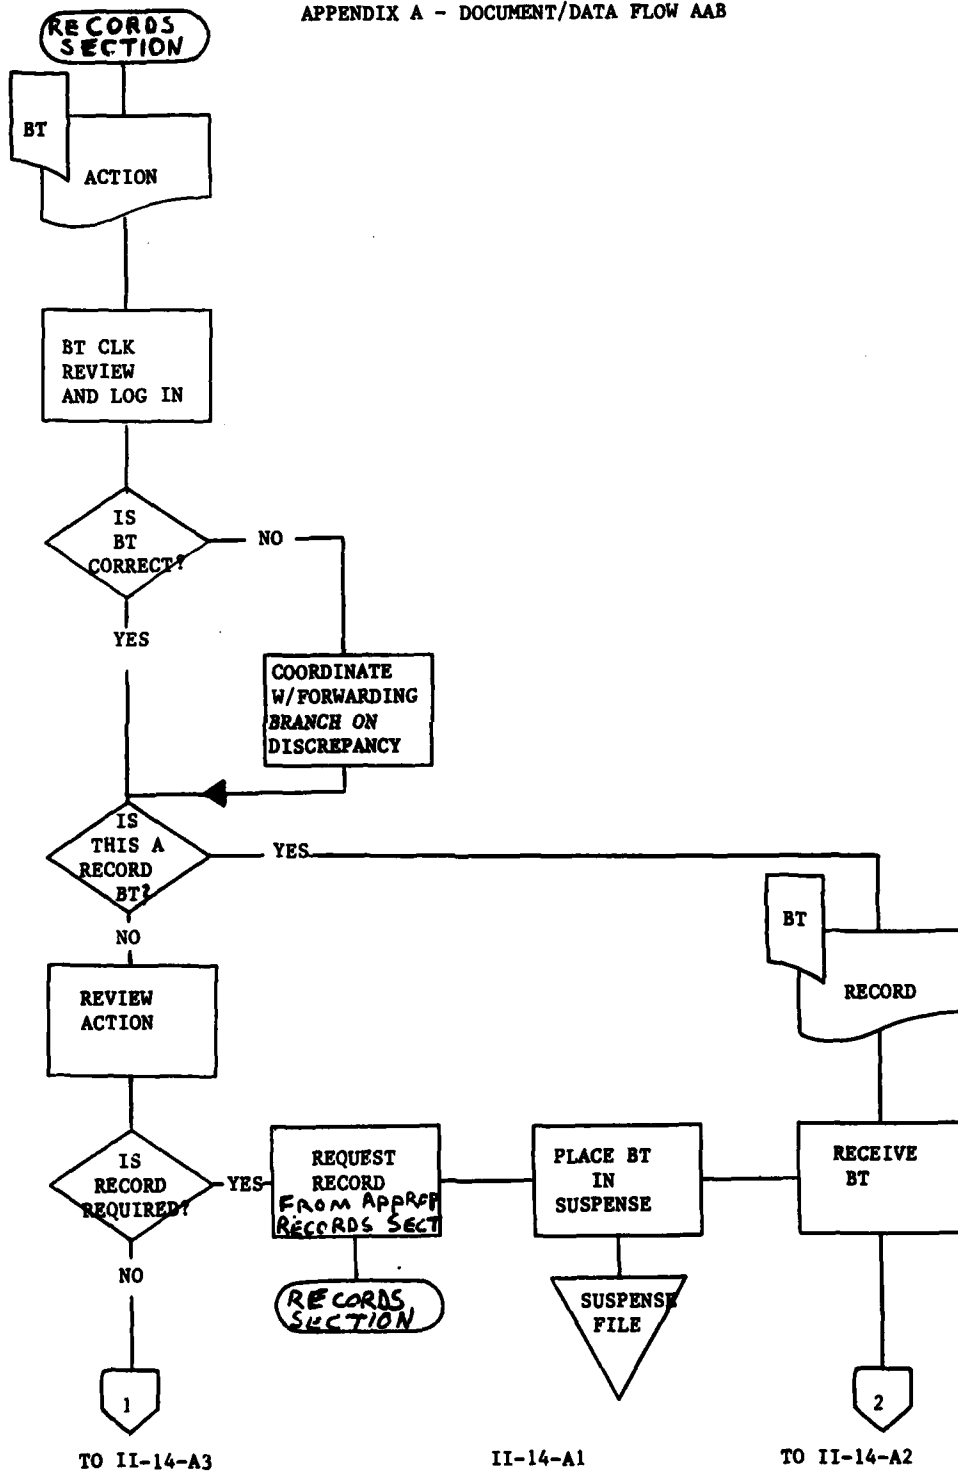 APPENDIX A - DOCUMENT/DATA FLOW AAB
RECORDS
SECTION
BT
ACTION
BT CLK
REVIEW
AND LOG IN
IS
BT
CORRECT?
NO
YES
COORDINATE
W/FORWARDING
BRANCH ON
DISCREPANCY
IS
THIS A
RECORD
BT?
YES
NO
BT
RECORD
REVIEW
ACTION
IS
RECORD
REQUIRED?
YES
REQUEST
RECORD
FROM APPROP
RECORDS SECT
PLACE BT
IN
SUSPENSE
RECEIVE
BT
NO
RECORDS
SECTION
SUSPENSE
FILE
1
2
TO II-14-A3
II-14-A1
TO II-14-A2